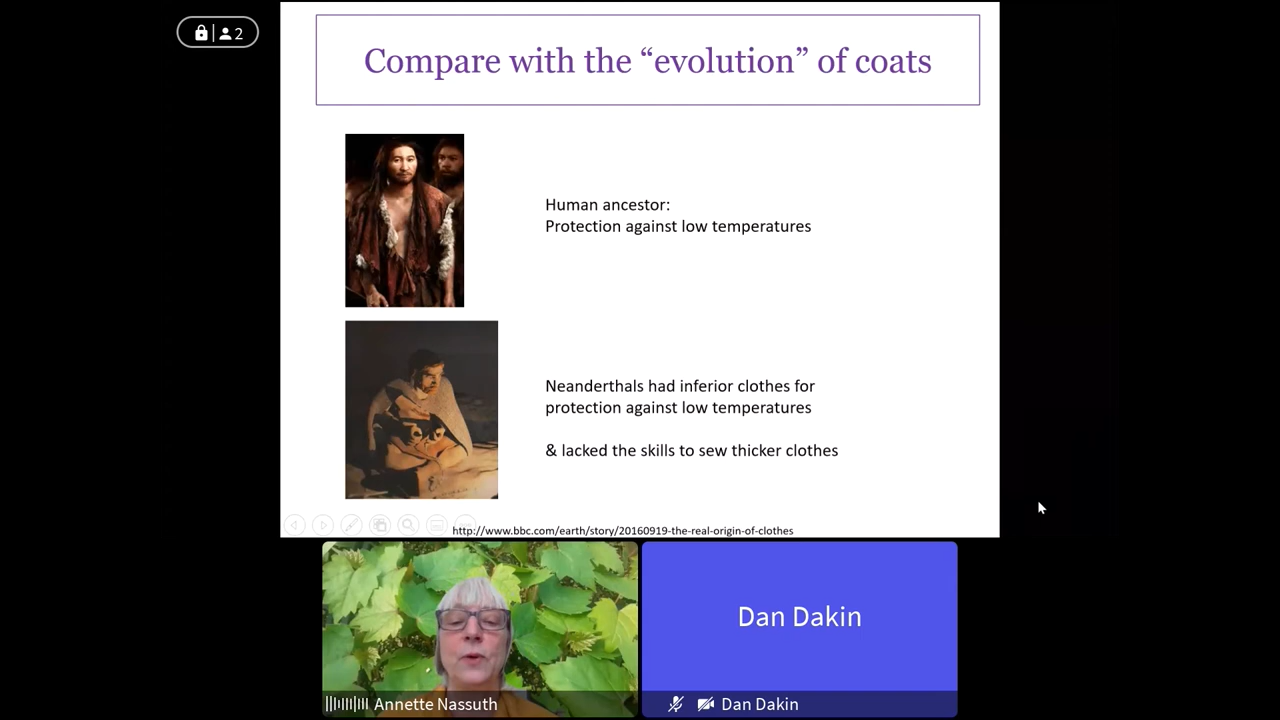 2
Compare with the “evolution” of coats
Human ancestor:
Protection against low temperatures
Neanderthals had inferior clothes for
protection against low temperatures
& lacked the skills to sew thicker clothes
http://www.bbc.com/earth/story/20160919-the-real-origin-of-clothes
Dan Dakin
Annette Nassuth
Dan Dakin